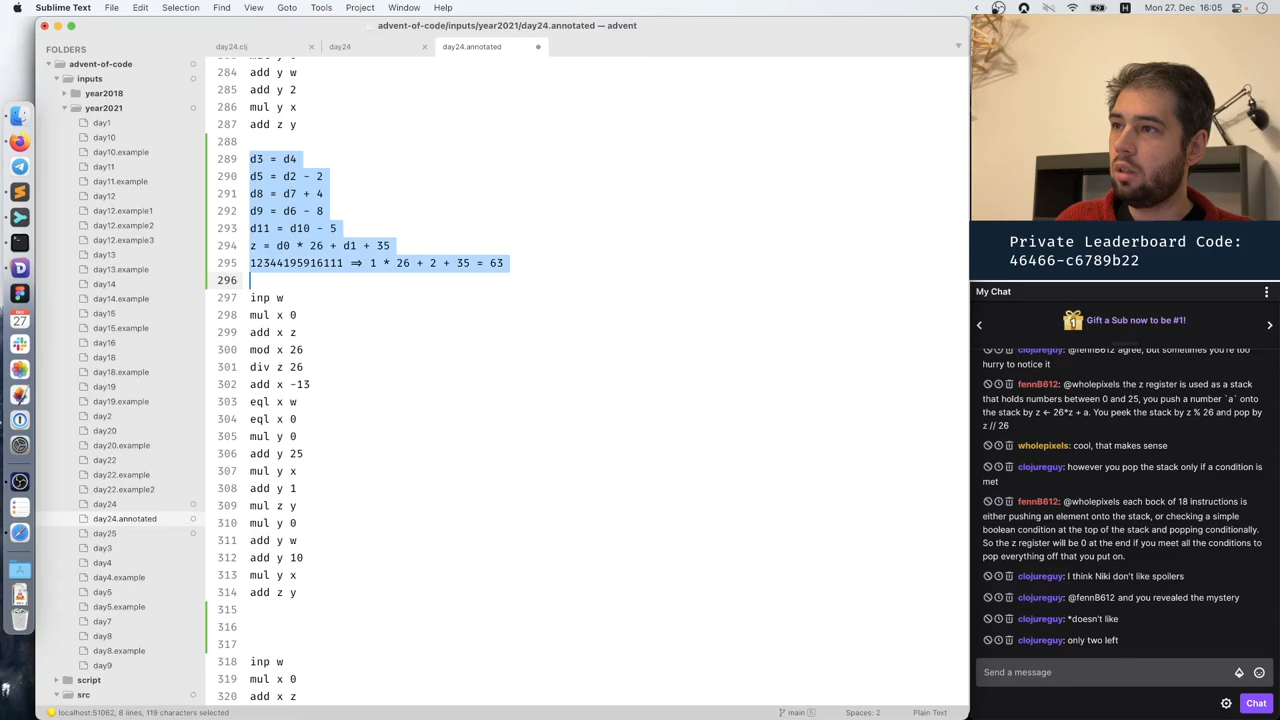 Sublime Text File Edit Selection Find View Goto Tools Project Window Help
Mon 27. Dec 16:05
advent-of-code/inputs/year2021/day24.annotated — advent
FOLDERS
advent-of-code
inputs
year2018
year2021
day1
day10
day10.example
day11
day11.example
day12
day12.example1
day12.example2
day12.example3
day13
day13.example
day14
day14.example
day15
day15.example
day16
day18
day18.example
day19
day19.example
day2
day20
day20.example
day22
day22.example
day22.example2
day24
day24.annotated
day25
day3
day4
day4.example
day5
day5.example
day7
day8
day8.example
day9
script
src
day24.clj
day24
day24.annotated
284 add y w
285 add y 2
286 mul y x
287 add z y
288
289 d3 = d4
290 d5 = d2 - 2
291 d8 = d7 + 4
292 d9 = d6 - 8
293 d11 = d10 - 5
294 z = d0 * 26 + d1 + 35
295 12344195916111 => 1 * 26 + 2 + 35 = 63
296
297 inp w
298 mul x 0
299 add x z
300 mod x 26
301 div z 26
302 add x -13
303 eql x w
304 eql x 0
305 mul y 0
306 add y 25
307 mul y x
308 add y 1
309 mul z y
310 mul y 0
311 add y w
312 add y 10
313 mul y x
314 add z y
315
316
317
318 inp w
319 mul x 0
320 add x z
localhost:51062, 8 lines, 119 characters selected
main 5
Spaces: 2
Plain Text
Private Leaderboard Code:
46466-c6789b22
My Chat
Gift a Sub now to be #1!
clojureguy: @fennB612 agree, but sometimes you're too
hurry to notice it
fennB612: @wholepixels the z register is used as a stack
that holds numbers between 0 and 25, you push a number `a` onto
the stack by z <- 26*z + a. You peek the stack by z % 26 and pop by
z // 26
wholepixels: cool, that makes sense
clojureguy: however you pop the stack only if a condition is
met
fennB612: @wholepixels each bock of 18 instructions is
either pushing an element onto the stack, or checking a simple
boolean condition at the top of the stack and popping conditionally.
So the z register will be 0 at the end if you meet all the conditions to
pop everything off that you put on.
clojureguy: I think Niki don't like spoilers
clojureguy: @fennB612 and you revealed the mystery
clojureguy: *doesn't like
clojureguy: only two left
Send a message
Chat